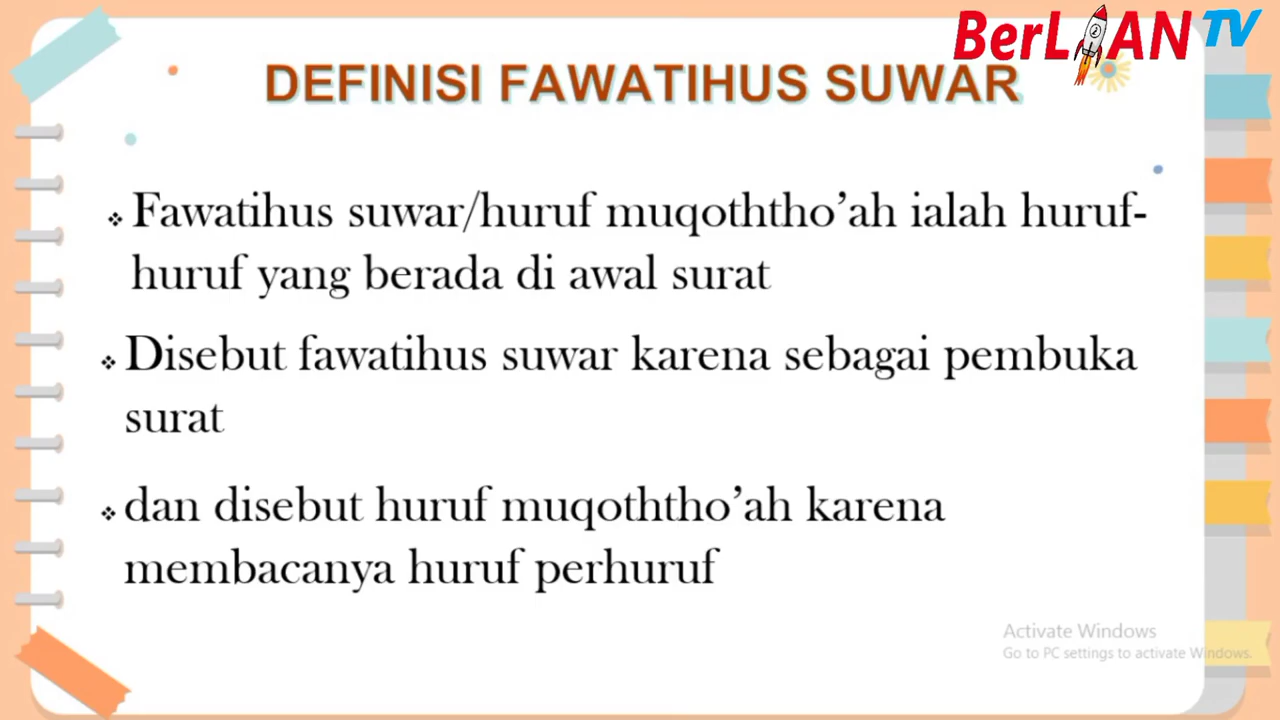 BerLIAN TV
DEFINISI FAWATIHUS SUWAR
❖ Fawatihus suwar/huruf muqoththo’ah ialah huruf-
huruf yang berada di awal surat
❖ Disebut fawatihus suwar karena sebagai pembuka
surat
❖ dan disebut huruf muqoththo’ah karena
membacanya huruf perhuruf
Activate Windows
Go to PC settings to activate Windows.